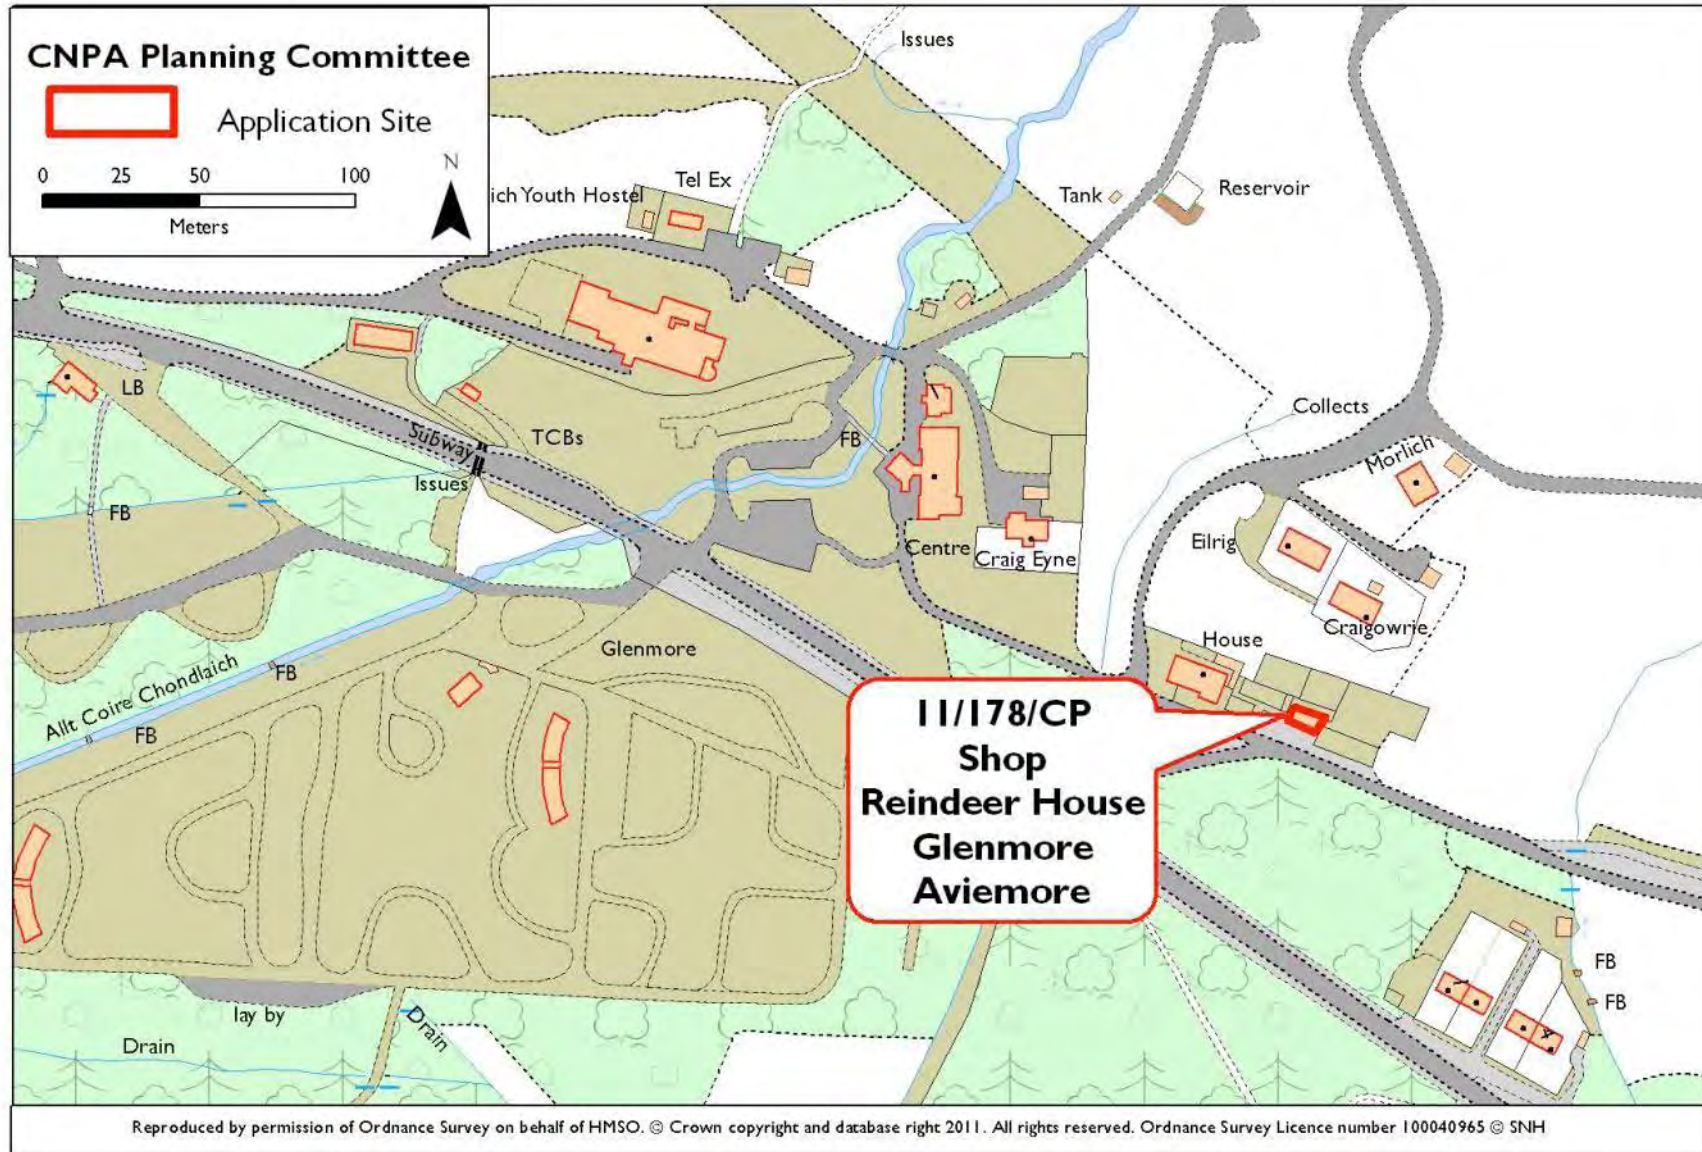 CNPA Planning Committee
Application Site
0 25 50 100
Meters
N
Issues
ich Youth Hostel
Tel Ex
Tank
Reservoir
LB
Subway
TCBs
Issues
FB
FB
Collects
Morlich
Eilrig
Centre
Craig Eyne
Craigowrie
House
Glenmore
Allt Coire Chondlaich
FB
FB
11/178/CP
Shop
Reindeer House
Glenmore
Aviemore
FB
FB
lay by
Drain
Drain
Reproduced by permission of Ordnance Survey on behalf of HMSO. © Crown copyright and database right 2011. All rights reserved. Ordnance Survey Licence number 100040965 © SNH